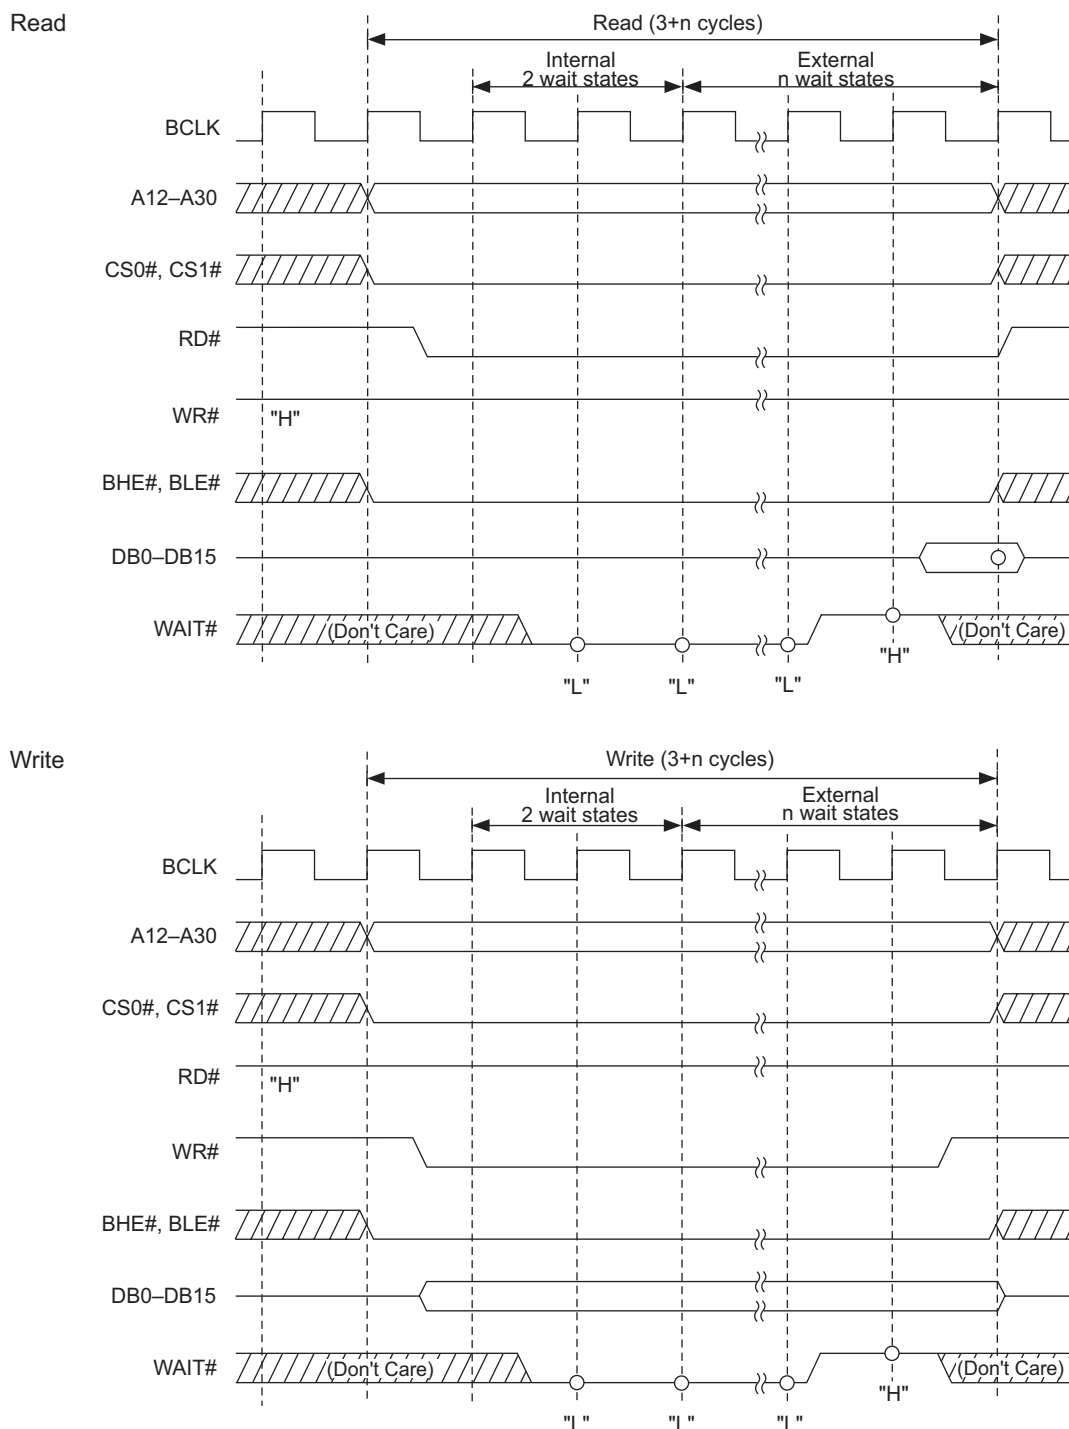 Read
Read (3+n cycles)
Internal
2 wait states
External
n wait states
BCLK
A12–A30
CS0#, CS1#
RD#
WR#
"H"
BHE#, BLE#
DB0–DB15
WAIT#
(Don't Care)
(Don't Care)
"L"
"L"
"L"
"H"
Write
Write (3+n cycles)
Internal
2 wait states
External
n wait states
BCLK
A12–A30
CS0#, CS1#
RD#
"H"
WR#
BHE#, BLE#
DB0–DB15
WAIT#
(Don't Care)
(Don't Care)
"H"
"L"
"L"
"L"